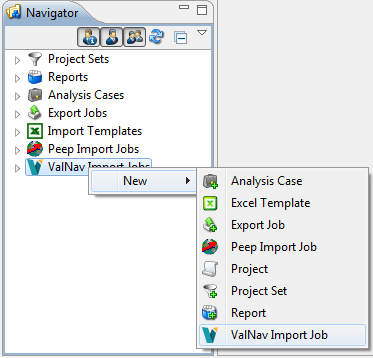 Navigator
Project Sets
Reports
Analysis Cases
Export Jobs
Import Templates
Peep Import Jobs
ValNav Import Jobs
New
Analysis Case
Excel Template
Export Job
Peep Import Job
Project
Project Set
Report
ValNav Import Job